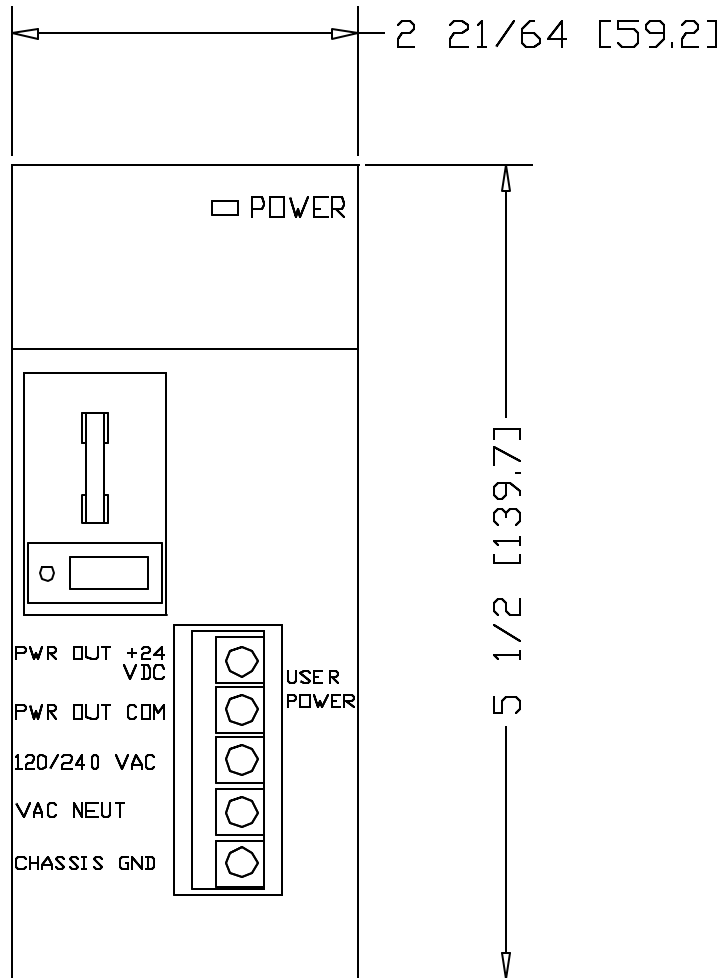 2 21/64 [59.2]
POWER
5 1/2 [139.7]
PWR OUT +24
VDC
USER
POWER
PWR OUT COM
120/240 VAC
VAC NEUT
CHASSIS GND